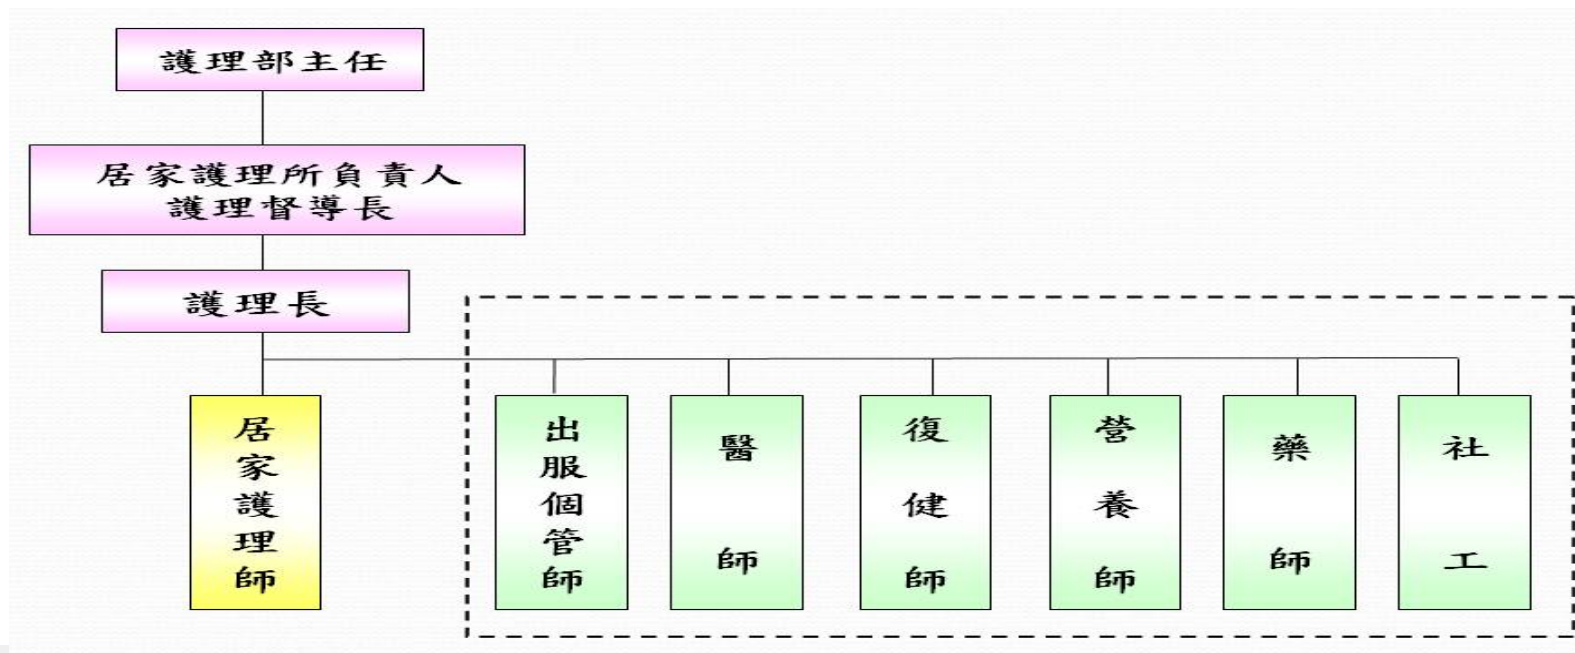 護理部主任
居家護理所負責人
護理督導長
護理長
居家護理師
出服個管師
醫師
復健師
營養師
藥師
社工